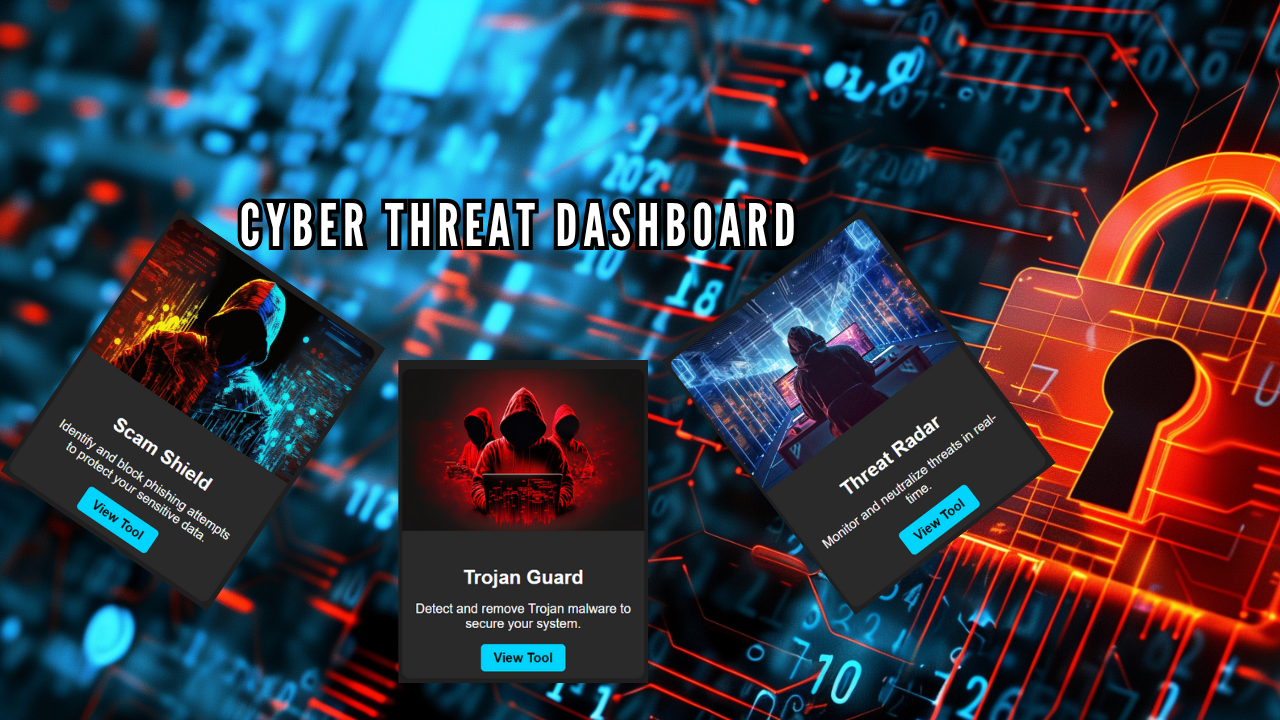 CYBER THREAT DASHBOARD
Scam Shield
Identify and block phishing attempts
to protect your sensitive data.
View Tool
Trojan Guard
Detect and remove Trojan malware to
secure your system.
View Tool
Threat Radar
Monitor and neutralize threats in real-
time.
View Tool